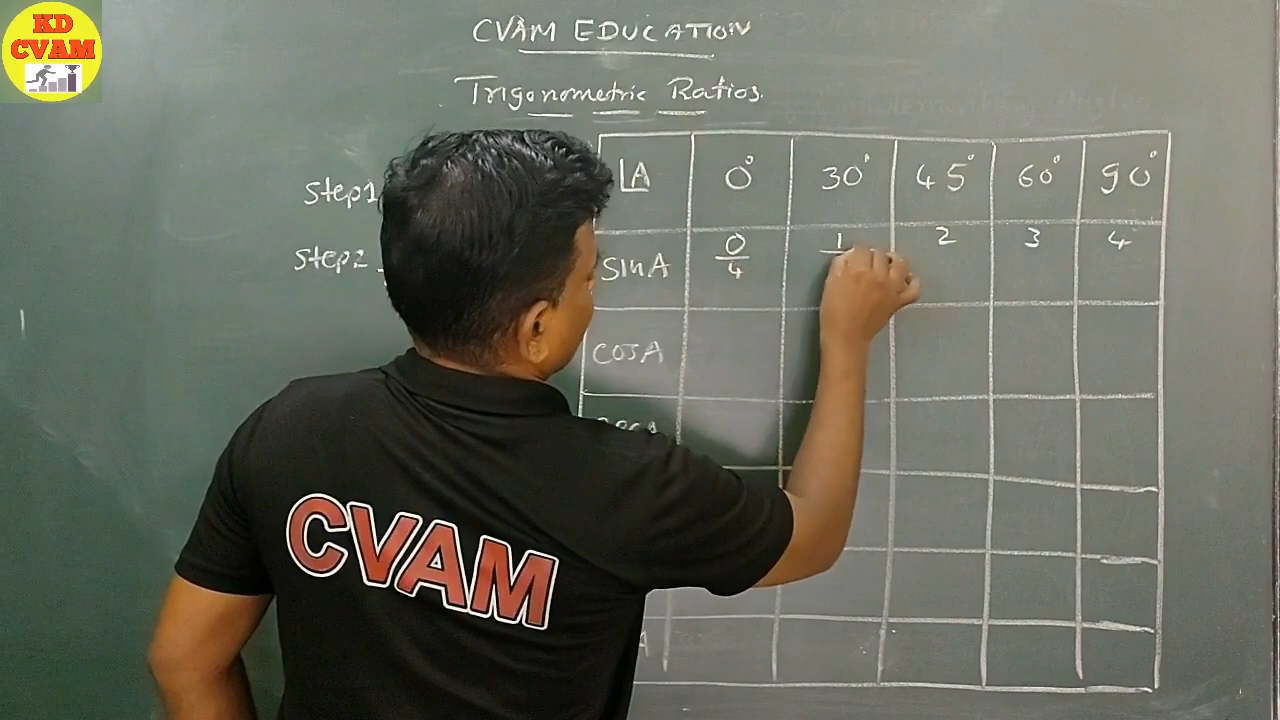 KD
CVAM
CVAM EDUCATION
Trigonometric Ratios.
Step1
∠A 0° 30° 45° 60° 90°
Step2
sinA 0/4 1 2 3 4
cosA
CVAM